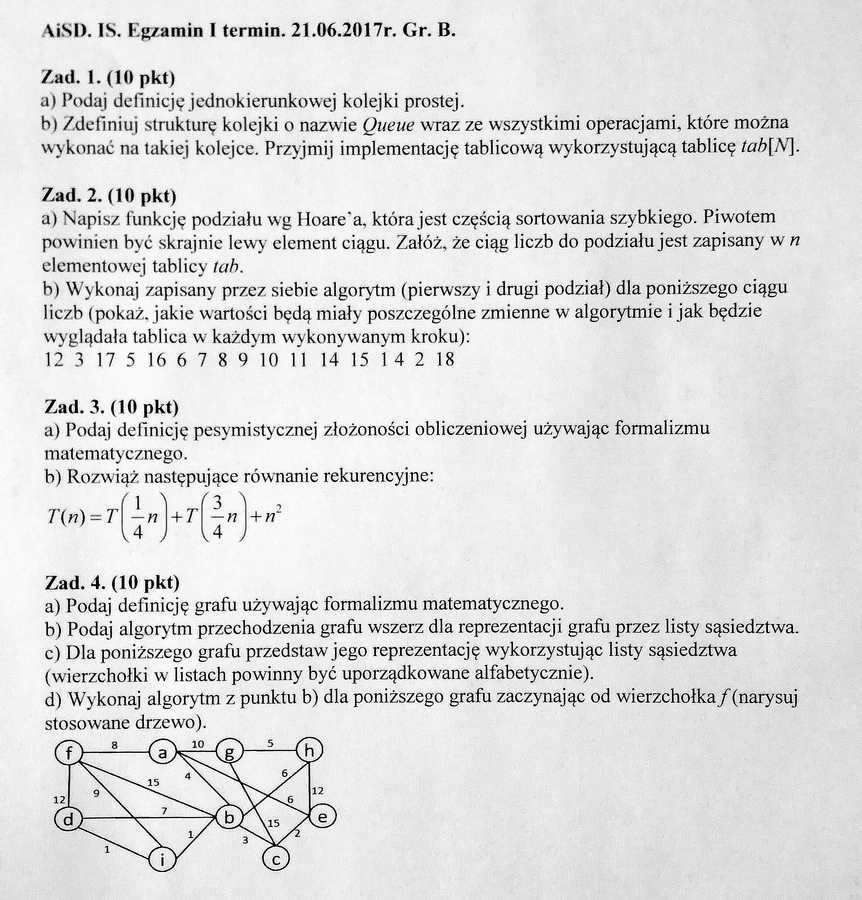 AiSD. IS. Egzamin I termin. 21.06.2017r. Gr. B.
Zad. 1. (10 pkt)
a) Podaj definicję jednokierunkowej kolejki prostej.
b) Zdefiniuj strukturę kolejki o nazwie Queue wraz ze wszystkimi operacjami, które można
wykonać na takiej kolejce. Przyjmij implementację tablicową wykorzystującą tablicę tab[N].
Zad. 2. (10 pkt)
a) Napisz funkcję podziału wg Hoare`a, która jest częścią sortowania szybkiego. Piwotem
powinien być skrajnie lewy element ciągu. Załóż, że ciąg liczb do podziału jest zapisany w n
elementowej tablicy tab.
b) Wykonaj zapisany przez siebie algorytm (pierwszy i drugi podział) dla poniższego ciągu
liczb (pokaż, jakie wartości będą miały poszczególne zmienne w algorytmie i jak będzie
wyglądała tablica w każdym wykonywanym kroku):
12 3 17 5 16 6 7 8 9 10 11 14 15 1 4 2 18
Zad. 3. (10 pkt)
a) Podaj definicję pesymistycznej złożoności obliczeniowej używając formalizmu
matematycznego.
b) Rozwiąż następujące równanie rekurencyjne:
T(n) = T(1/4 n) + T(3/4 n) + n²
Zad. 4. (10 pkt)
a) Podaj definicję grafu używając formalizmu matematycznego.
b) Podaj algorytm przechodzenia grafu wszerz dla reprezentacji grafu przez listy sąsiedztwa.
c) Dla poniższego grafu przedstaw jego reprezentację wykorzystując listy sąsiedztwa
(wierzchołki w listach powinny być uporządkowane alfabetycznie).
d) Wykonaj algorytm z punktu b) dla poniższego grafu zaczynając od wierzchołka f (narysuj
stosowane drzewo).
f 8 a 10 g 5 h
15 4 6
12 9 6 12
d 7 b 15 e
1 1 3 2
i c